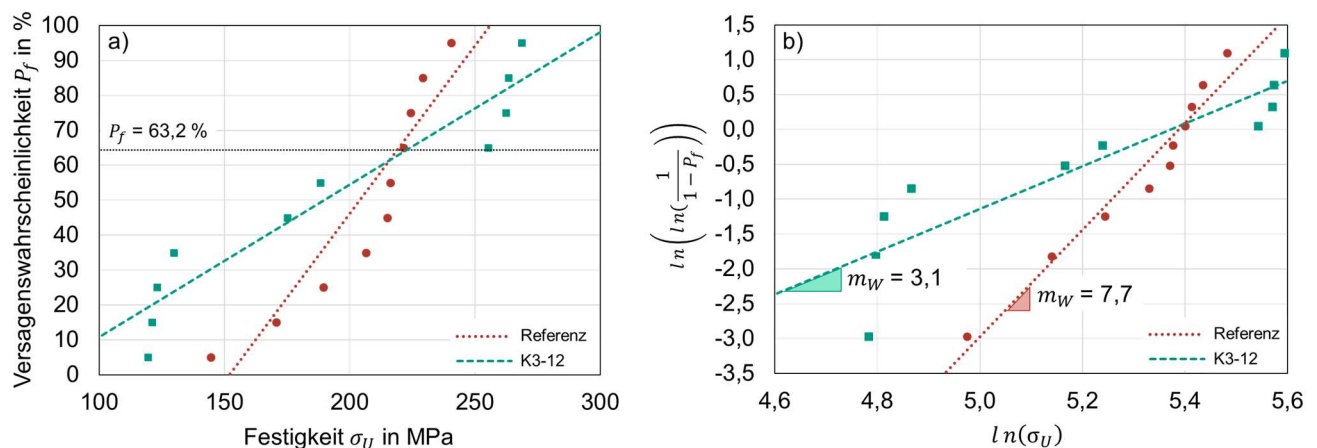 a)
Versagenswahrscheinlichkeit P_f in %
100
90
80
70
60
50
40
30
20
10
0
P_f = 63,2 %
Referenz
K3-12
100
150
200
250
300
Festigkeit σ_U in MPa
b)
ln(ln(1/(1 − P_f)))
1,5
1,0
0,5
0,0
-0,5
-1,0
-1,5
-2,0
-2,5
-3,0
-3,5
m_W = 3,1
m_W = 7,7
Referenz
K3-12
4,6
4,8
5,0
5,2
5,4
5,6
ln(σ_U)